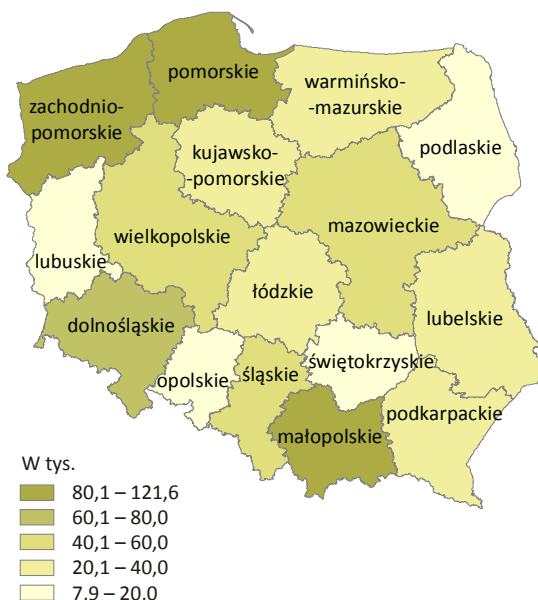 pomorskie
warmińsko-
-mazurskie
zachodnio-
pomorskie
podlaskie
kujawsko-
-pomorskie
mazowieckie
wielkopolskie
lubuskie
łódzkie
dolnośląskie
lubelskie
świętokrzyskie
opolskie
śląskie
podkarpackie
małopolskie
W tys.
80,1 – 121,6
60,1 – 80,0
40,1 – 60,0
20,1 – 40,0
7,9 – 20,0